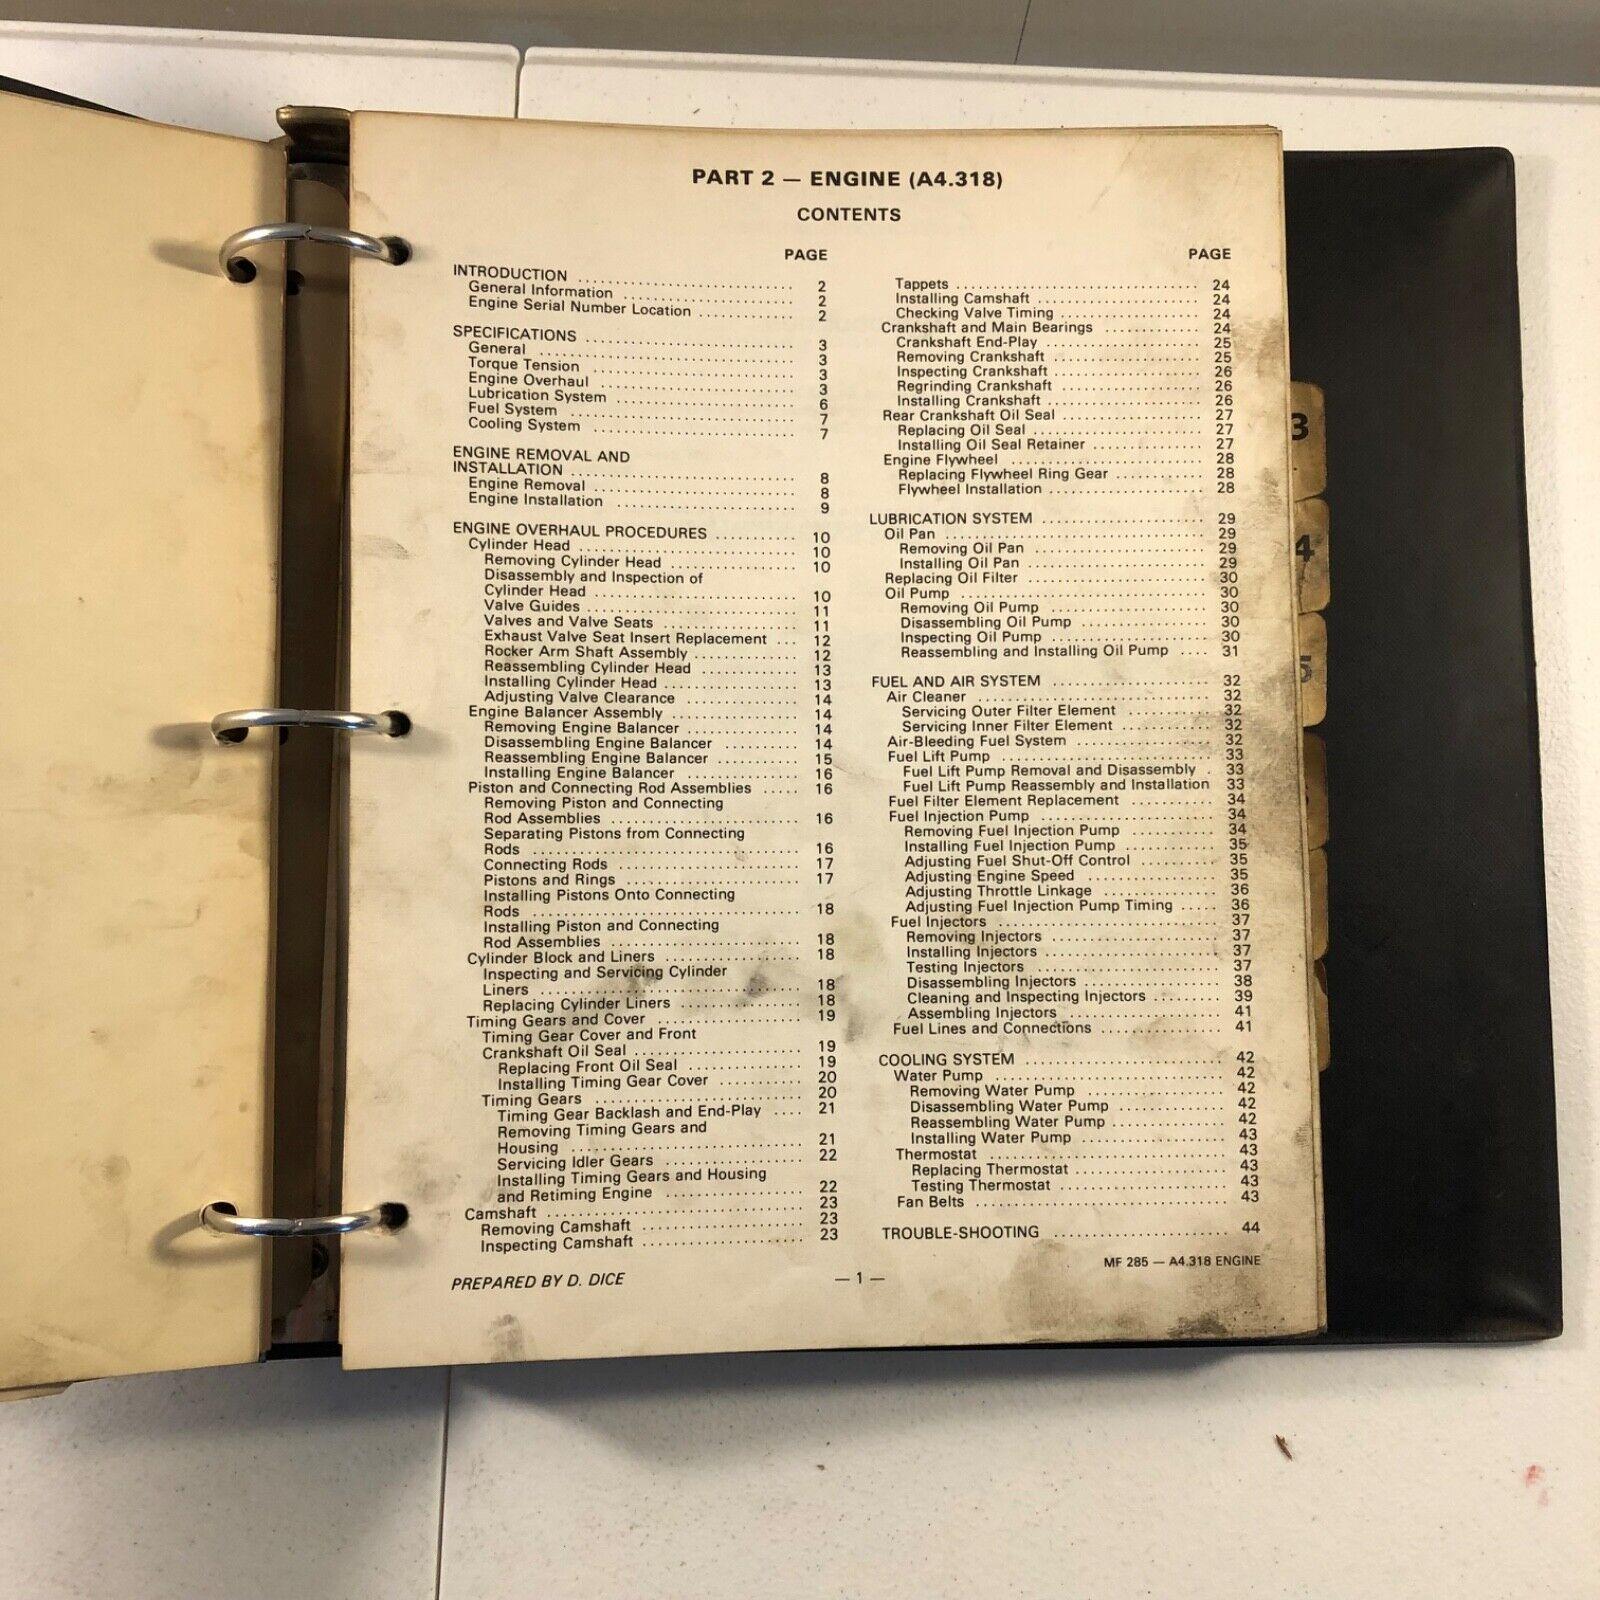 PART 2 — ENGINE (A4.318)
CONTENTS
PAGE
INTRODUCTION ........ 2
General Information ........ 2
Engine Serial Number Location ........ 2
SPECIFICATIONS ........ 3
General ........ 3
Torque Tension ........ 3
Engine Overhaul ........ 3
Lubrication System ........ 6
Fuel System ........ 7
Cooling System ........ 7
ENGINE REMOVAL AND
INSTALLATION ........ 8
Engine Removal ........ 8
Engine Installation ........ 9
ENGINE OVERHAUL PROCEDURES ........ 10
Cylinder Head ........ 10
Removing Cylinder Head ........ 10
Disassembly and Inspection of
Cylinder Head ........ 10
Valve Guides ........ 11
Valves and Valve Seats ........ 11
Exhaust Valve Seat Insert Replacement ... 12
Rocker Arm Shaft Assembly ........ 12
Reassembling Cylinder Head ........ 13
Installing Cylinder Head ........ 13
Adjusting Valve Clearance ........ 14
Engine Balancer Assembly ........ 14
Removing Engine Balancer ........ 14
Disassembling Engine Balancer ........ 14
Reassembling Engine Balancer ........ 15
Installing Engine Balancer ........ 16
Piston and Connecting Rod Assemblies ..... 16
Removing Piston and Connecting
Rod Assemblies ........ 16
Separating Pistons from Connecting
Rods ........ 16
Connecting Rods ........ 17
Pistons and Rings ........ 17
Installing Pistons Onto Connecting
Rods ........ 18
Installing Piston and Connecting
Rod Assemblies ........ 18
Cylinder Block and Liners ........ 18
Inspecting and Servicing Cylinder
Liners ........ 18
Replacing Cylinder Liners ........ 18
Timing Gears and Cover ........ 19
Timing Gear Cover and Front
Crankshaft Oil Seal ........ 19
Replacing Front Oil Seal ........ 19
Installing Timing Gear Cover ........ 20
Timing Gears ........ 20
Timing Gear Backlash and End-Play .... 21
Removing Timing Gears and
Housing ........ 21
Servicing Idler Gears ........ 22
Installing Timing Gears and Housing
and Retiming Engine ........ 22
Camshaft ........ 23
Removing Camshaft ........ 23
Inspecting Camshaft ........ 23
PAGE
Tappets ........ 24
Installing Camshaft ........ 24
Checking Valve Timing ........ 24
Crankshaft and Main Bearings ........ 24
Crankshaft End-Play ........ 25
Removing Crankshaft ........ 25
Inspecting Crankshaft ........ 26
Regrinding Crankshaft ........ 26
Installing Crankshaft ........ 26
Rear Crankshaft Oil Seal ........ 27
Replacing Oil Seal ........ 27
Installing Oil Seal Retainer ........ 27
Engine Flywheel ........ 28
Replacing Flywheel Ring Gear ........ 28
Flywheel Installation ........ 28
LUBRICATION SYSTEM ........ 29
Oil Pan ........ 29
Removing Oil Pan ........ 29
Installing Oil Pan ........ 29
Replacing Oil Filter ........ 30
Oil Pump ........ 30
Removing Oil Pump ........ 30
Disassembling Oil Pump ........ 30
Inspecting Oil Pump ........ 30
Reassembling and Installing Oil Pump .... 31
FUEL AND AIR SYSTEM ........ 32
Air Cleaner ........ 32
Servicing Outer Filter Element ........ 32
Servicing Inner Filter Element ........ 32
Air-Bleeding Fuel System ........ 32
Fuel Lift Pump ........ 33
Fuel Lift Pump Removal and Disassembly . 33
Fuel Lift Pump Reassembly and Installation 33
Fuel Filter Element Replacement ........ 34
Fuel Injection Pump ........ 34
Removing Fuel Injection Pump ........ 34
Installing Fuel Injection Pump ........ 35
Adjusting Fuel Shut-Off Control ........ 35
Adjusting Engine Speed ........ 35
Adjusting Throttle Linkage ........ 36
Adjusting Fuel Injection Pump Timing ..... 36
Fuel Injectors ........ 37
Removing Injectors ........ 37
Installing Injectors ........ 37
Testing Injectors ........ 37
Disassembling Injectors ........ 38
Cleaning and Inspecting Injectors ........ 39
Assembling Injectors ........ 41
Fuel Lines and Connections ........ 41
COOLING SYSTEM ........ 42
Water Pump ........ 42
Removing Water Pump ........ 42
Disassembling Water Pump ........ 42
Reassembling Water Pump ........ 42
Installing Water Pump ........ 43
Thermostat ........ 43
Replacing Thermostat ........ 43
Testing Thermostat ........ 43
Fan Belts ........ 43
TROUBLE-SHOOTING ........ 44
MF 285 — A4.318 ENGINE
PREPARED BY D. DICE
— 1 —
3
4
5